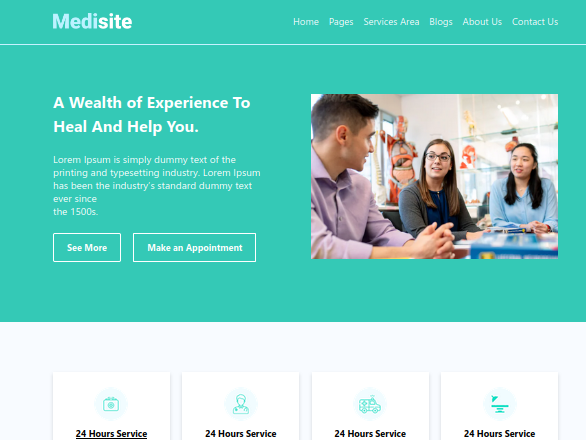 Medisite
Home Pages Services Area Blogs About Us Contact Us
A Wealth of Experience To
Heal And Help You.
Lorem Ipsum is simply dummy text of the
printing and typesetting industry. Lorem Ipsum
has been the industry's standard dummy text
ever since
the 1500s.
See More Make an Appointment
24 Hours Service 24 Hours Service 24 Hours Service 24 Hours Service